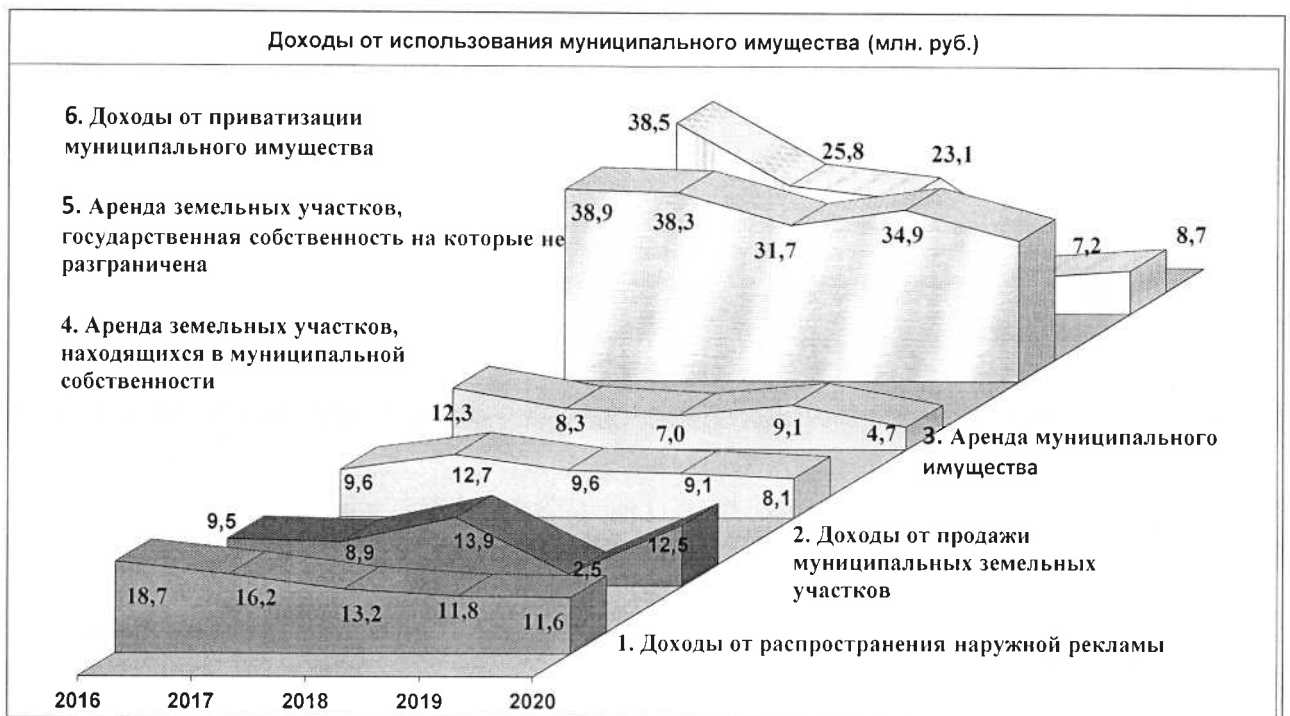 Доходы от использования муниципального имущества (млн. руб.)
6. Доходы от приватизации
муниципального имущества
5. Аренда земельных участков,
государственная собственность на которые не
разграничена
4. Аренда земельных участков,
находящихся в муниципальной
собственности
38,5 25,8 23,1 7,2 8,7
38,9 38,3 31,7 34,9
12,3 8,3 7,0 9,1 4,7
3. Аренда муниципального
имущества
9,6 12,7 9,6 9,1 8,1
2. Доходы от продажи
муниципальных земельных
участков
9,5 8,9 13,9 2,5 12,5
18,7 16,2 13,2 11,8 11,6
1. Доходы от распространения наружной рекламы
2016 2017 2018 2019 2020